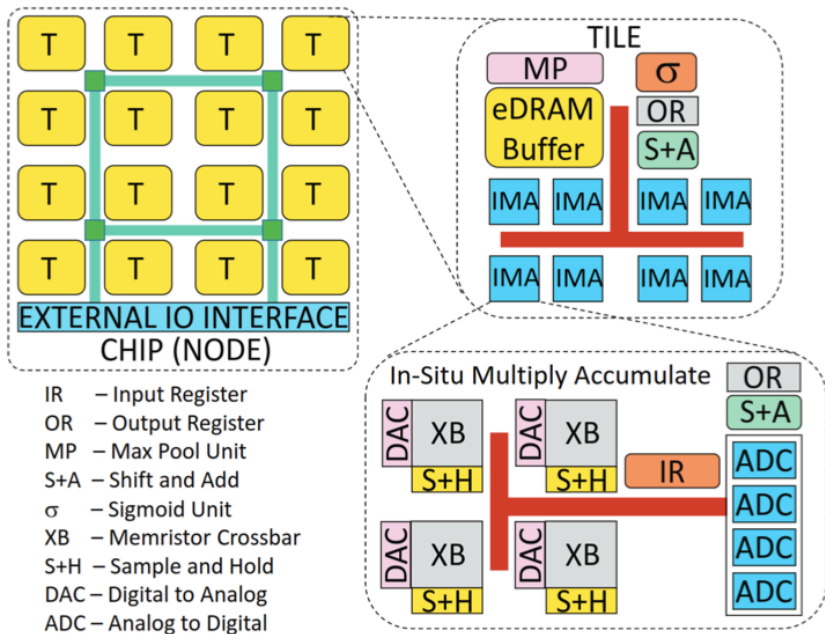 T T T T
T T T T
T T T T
T T T T
EXTERNAL IO INTERFACE
CHIP (NODE)
TILE
MP
σ
eDRAM
Buffer
OR
S+A
IMA IMA IMA IMA
IMA IMA IMA IMA
In-Situ Multiply Accumulate
OR
S+A
DAC XB S+H
DAC XB S+H
IR
DAC XB S+H
DAC XB S+H
ADC
ADC
ADC
ADC
IR – Input Register
OR – Output Register
MP – Max Pool Unit
S+A – Shift and Add
σ – Sigmoid Unit
XB – Memristor Crossbar
S+H – Sample and Hold
DAC – Digital to Analog
ADC – Analog to Digital